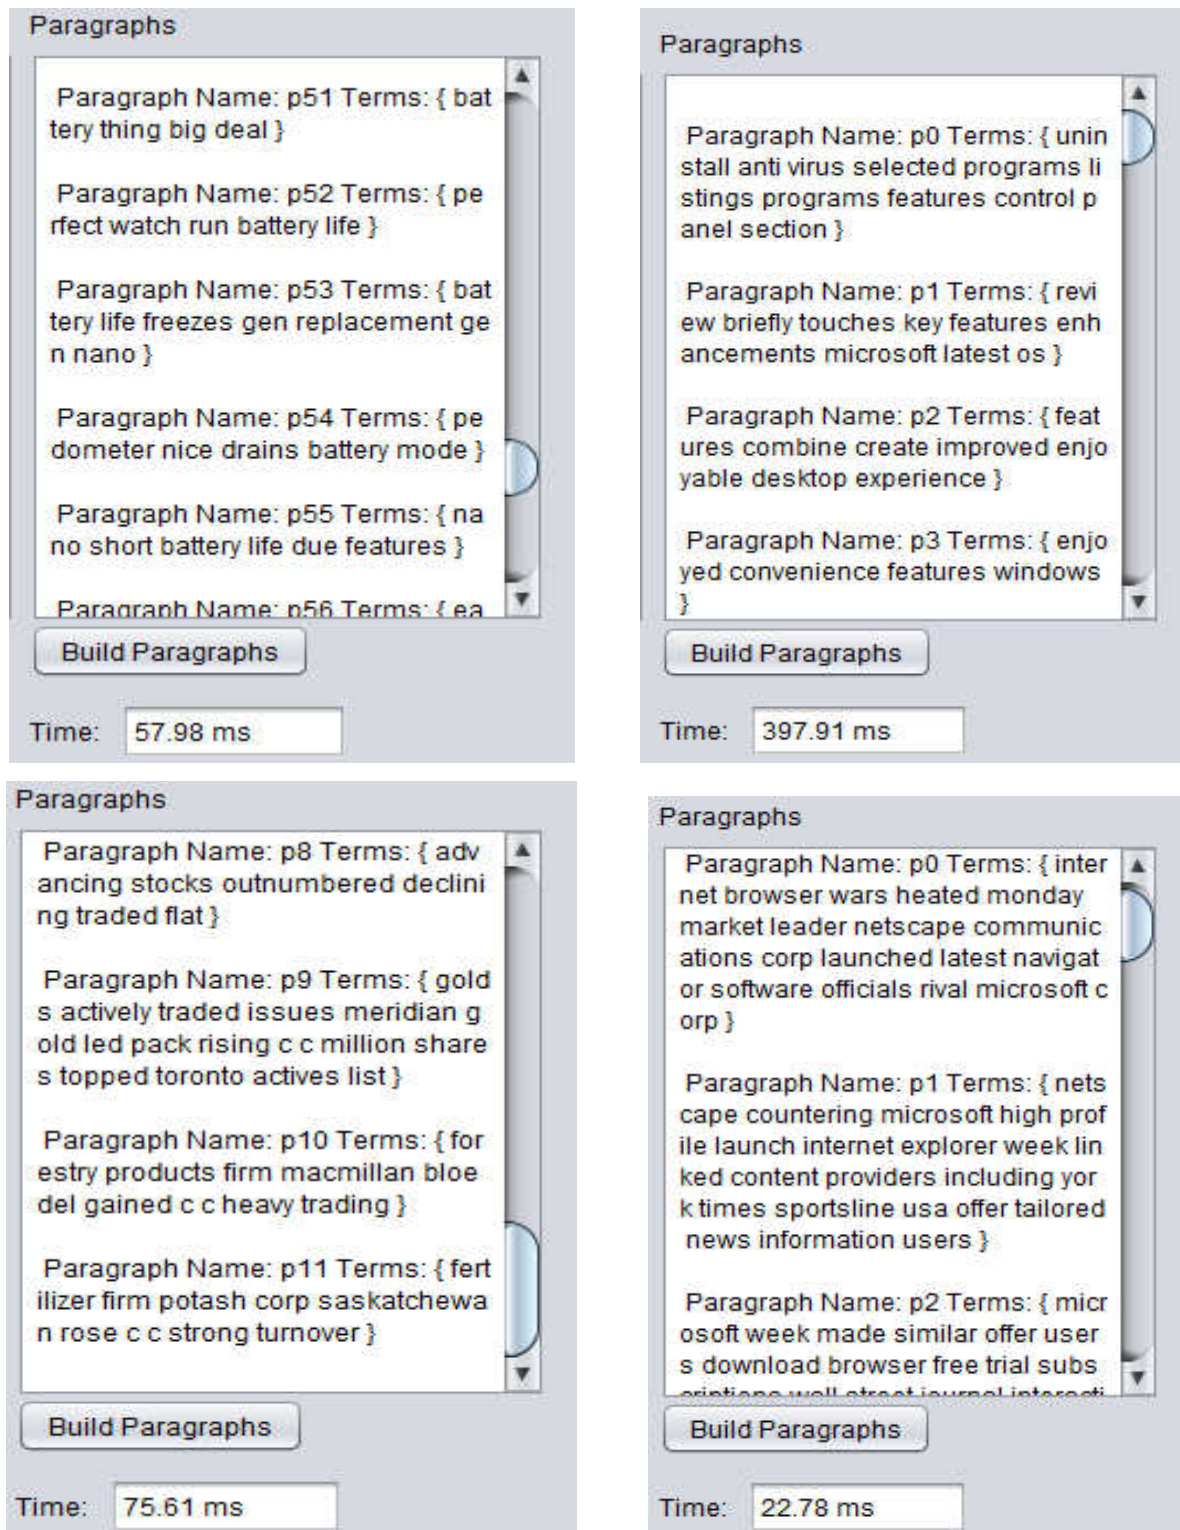 Paragraphs
Paragraph Name: p51 Terms: { bat
tery thing big deal }
Paragraph Name: p52 Terms: { pe
rfect watch run battery life }
Paragraph Name: p53 Terms: { bat
tery life freezes gen replacement ge
n nano }
Paragraph Name: p54 Terms: { pe
dometer nice drains battery mode }
Paragraph Name: p55 Terms: { na
no short battery life due features }
Paragraph Name: p56 Terms: { ea
Build Paragraphs
Time: 57.98 ms
Paragraphs
Paragraph Name: p0 Terms: { unin
stall anti virus selected programs li
stings programs features control p
anel section }
Paragraph Name: p1 Terms: { revi
ew briefly touches key features enh
ancements microsoft latest os }
Paragraph Name: p2 Terms: { feat
ures combine create improved enjo
yable desktop experience }
Paragraph Name: p3 Terms: { enjo
yed convenience features windows
}
Build Paragraphs
Time: 397.91 ms
Paragraphs
Paragraph Name: p8 Terms: { adv
ancing stocks outnumbered declini
ng traded flat }
Paragraph Name: p9 Terms: { gold
s actively traded issues meridian g
old led pack rising c c million share
s topped toronto actives list }
Paragraph Name: p10 Terms: { for
estry products firm macmillan bloe
del gained c c heavy trading }
Paragraph Name: p11 Terms: { fert
ilizer firm potash corp saskatchewa
n rose c c strong turnover }
Build Paragraphs
Time: 75.61 ms
Paragraphs
Paragraph Name: p0 Terms: { inter
net browser wars heated monday
market leader netscape communic
ations corp launched latest navigat
or software officials rival microsoft c
orp }
Paragraph Name: p1 Terms: { nets
cape countering microsoft high prof
ile launch internet explorer week lin
ked content providers including yor
k times sportsline usa offer tailored
news information users }
Paragraph Name: p2 Terms: { micr
osoft week made similar offer user
s download browser free trial subs
criptions wall street journal interacti
Build Paragraphs
Time: 22.78 ms